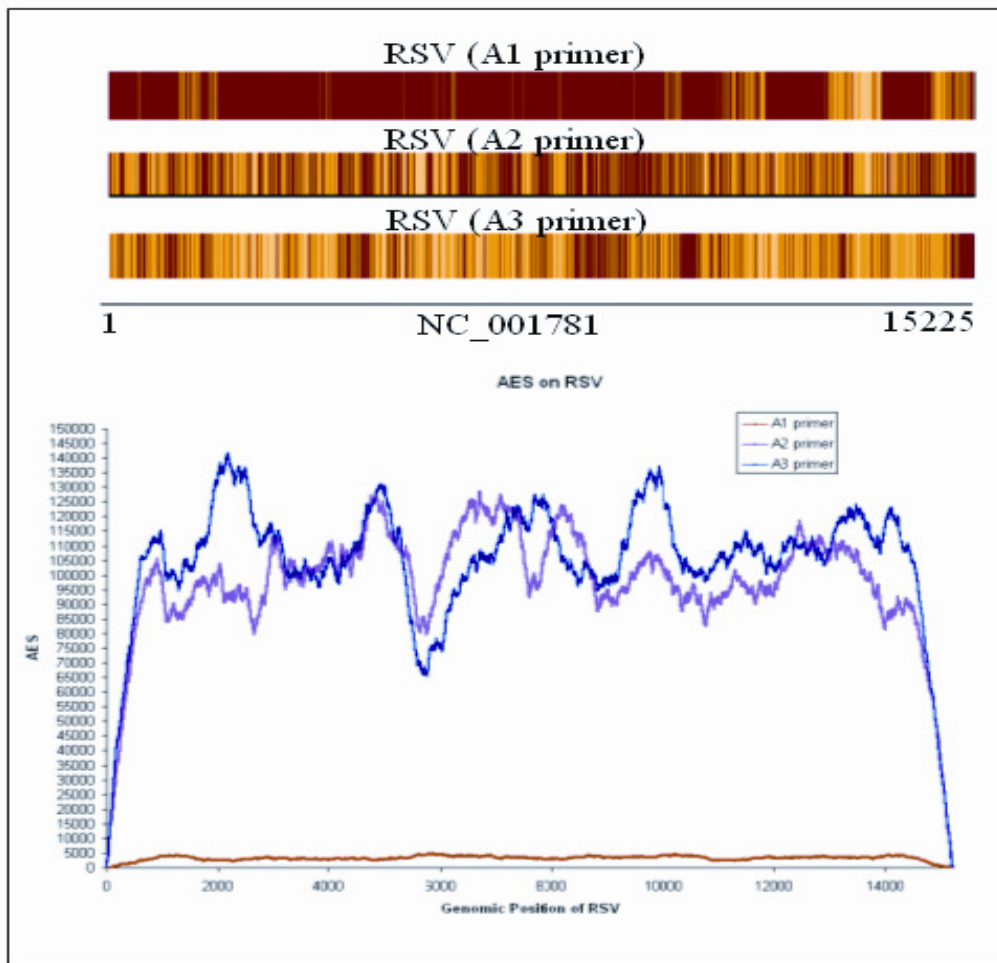 RSV (A1 primer)
RSV (A2 primer)
RSV (A3 primer)
1 NC_001781 15225
AES on RSV
A1 primer
A2 primer
A3 primer
150000
145000
140000
135000
130000
125000
120000
115000
110000
105000
100000
95000
90000
85000
80000
75000
70000
65000
60000
55000
50000
45000
40000
35000
30000
25000
20000
15000
10000
5000
0
AES
0 2000 4000 6000 8000 10000 12000 14000
Genomic Position of RSV